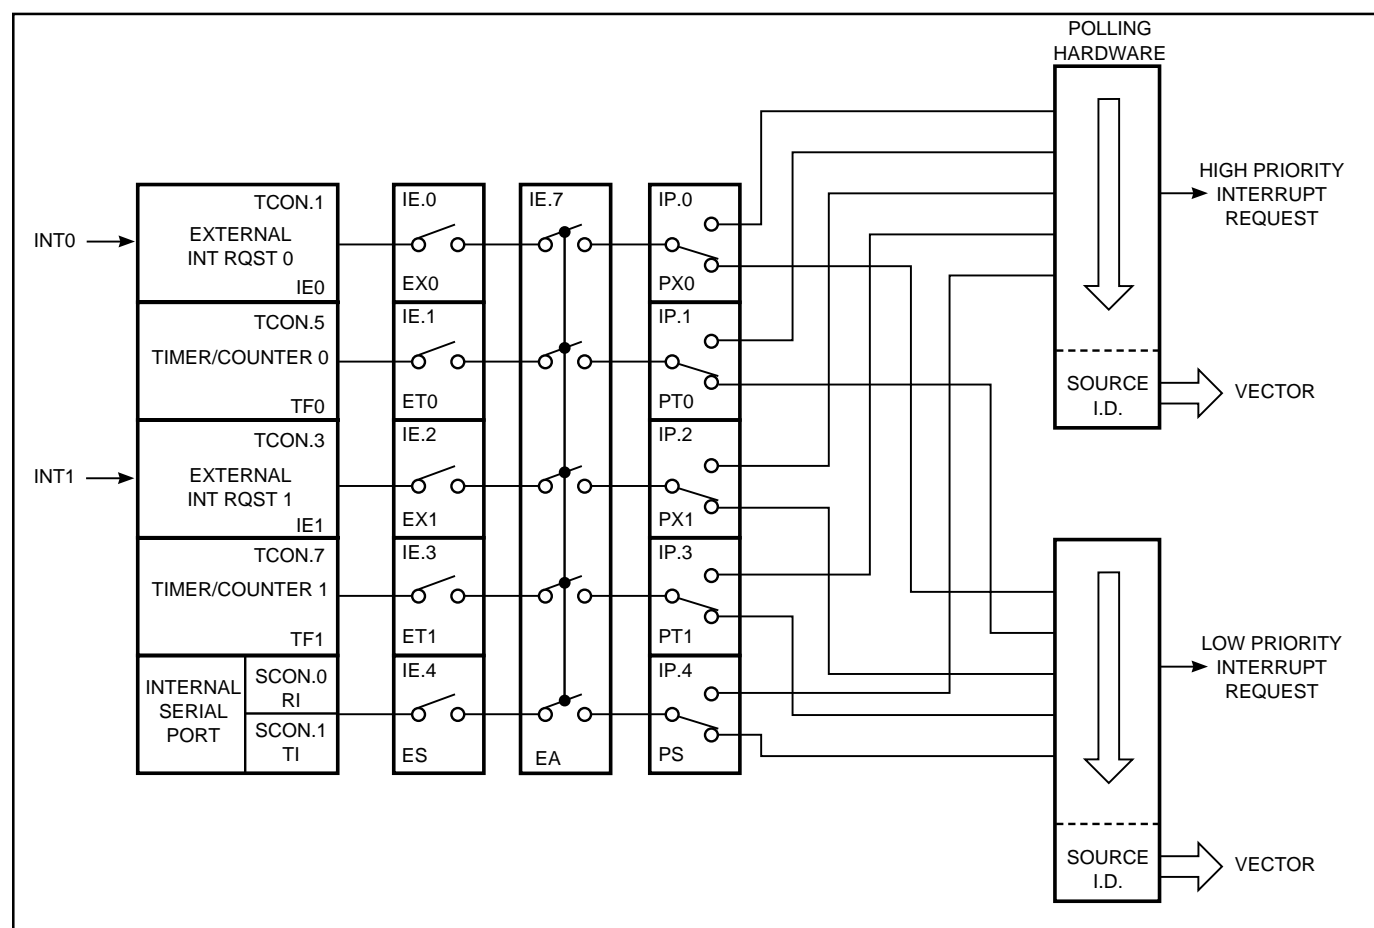 POLLING
HARDWARE
HIGH PRIORITY
INTERRUPT
REQUEST
SOURCE
I.D.
VECTOR
INT0
TCON.1
EXTERNAL
INT RQST 0
IE0
IE.0
EX0
IE.7
IP.0
PX0
TCON.5
TIMER/COUNTER 0
TF0
IE.1
ET0
IP.1
PT0
INT1
TCON.3
EXTERNAL
INT RQST 1
IE1
IE.2
EX1
IP.2
PX1
TCON.7
TIMER/COUNTER 1
TF1
IE.3
ET1
IP.3
PT1
INTERNAL
SERIAL
PORT
SCON.0
RI
SCON.1
TI
IE.4
ES
EA
IP.4
PS
LOW PRIORITY
INTERRUPT
REQUEST
SOURCE
I.D.
VECTOR